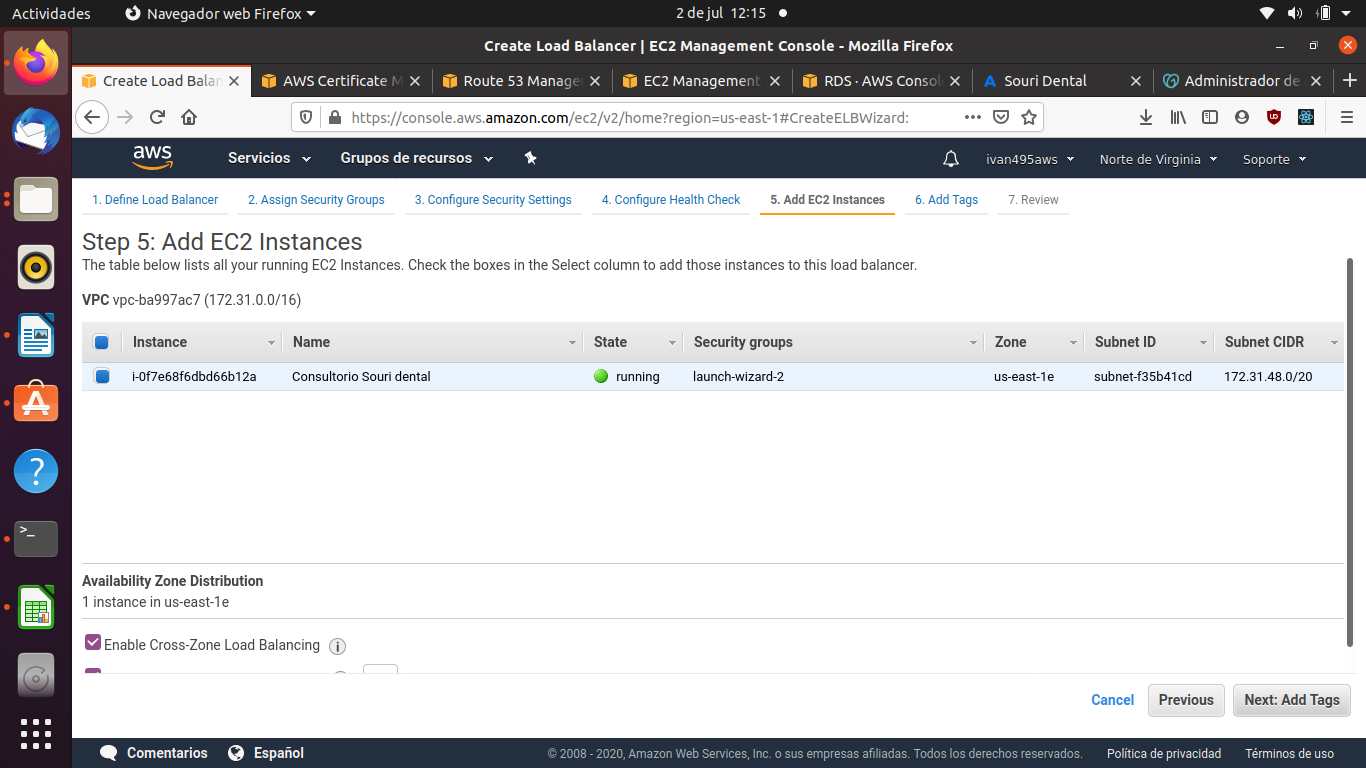 Actividades Navegador web Firefox 2 de jul 12:15
Create Load Balancer | EC2 Management Console - Mozilla Firefox
Create Load Balan AWS Certificate M Route 53 Manage EC2 Management RDS · AWS Consol Souri Dental Administrador de
https://console.aws.amazon.com/ec2/v2/home?region=us-east-1#CreateELBWizard:
aws Servicios Grupos de recursos ivan495aws Norte de Virginia Soporte
1. Define Load Balancer 2. Assign Security Groups 3. Configure Security Settings 4. Configure Health Check 5. Add EC2 Instances 6. Add Tags 7. Review
Step 5: Add EC2 Instances
The table below lists all your running EC2 Instances. Check the boxes in the Select column to add those instances to this load balancer.
VPC vpc-ba997ac7 (172.31.0.0/16)
Instance Name State Security groups Zone Subnet ID Subnet CIDR
i-0f7e68f6dbd66b12a Consultorio Souri dental running launch-wizard-2 us-east-1e subnet-f35b41cd 172.31.48.0/20
Availability Zone Distribution
1 instance in us-east-1e
Enable Cross-Zone Load Balancing
Cancel Previous Next: Add Tags
Comentarios Español © 2008 - 2020, Amazon Web Services, Inc. o sus empresas afiliadas. Todos los derechos reservados. Política de privacidad Términos de uso